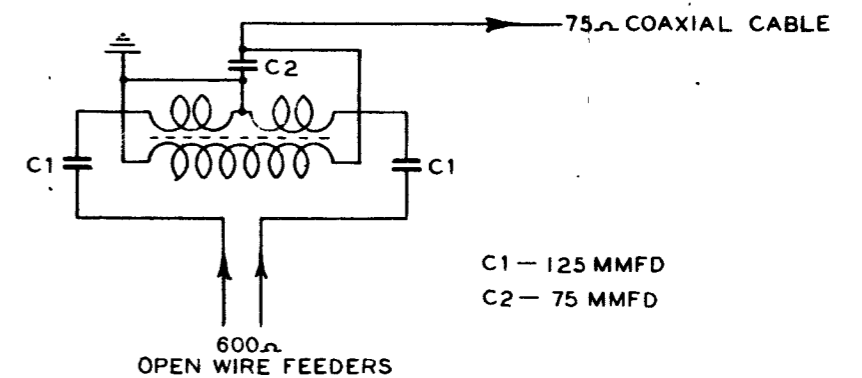 75Ω COAXIAL CABLE
C2
C1
C1
C1 — 125 MMFD
C2 — 75 MMFD
600Ω
OPEN WIRE FEEDERS